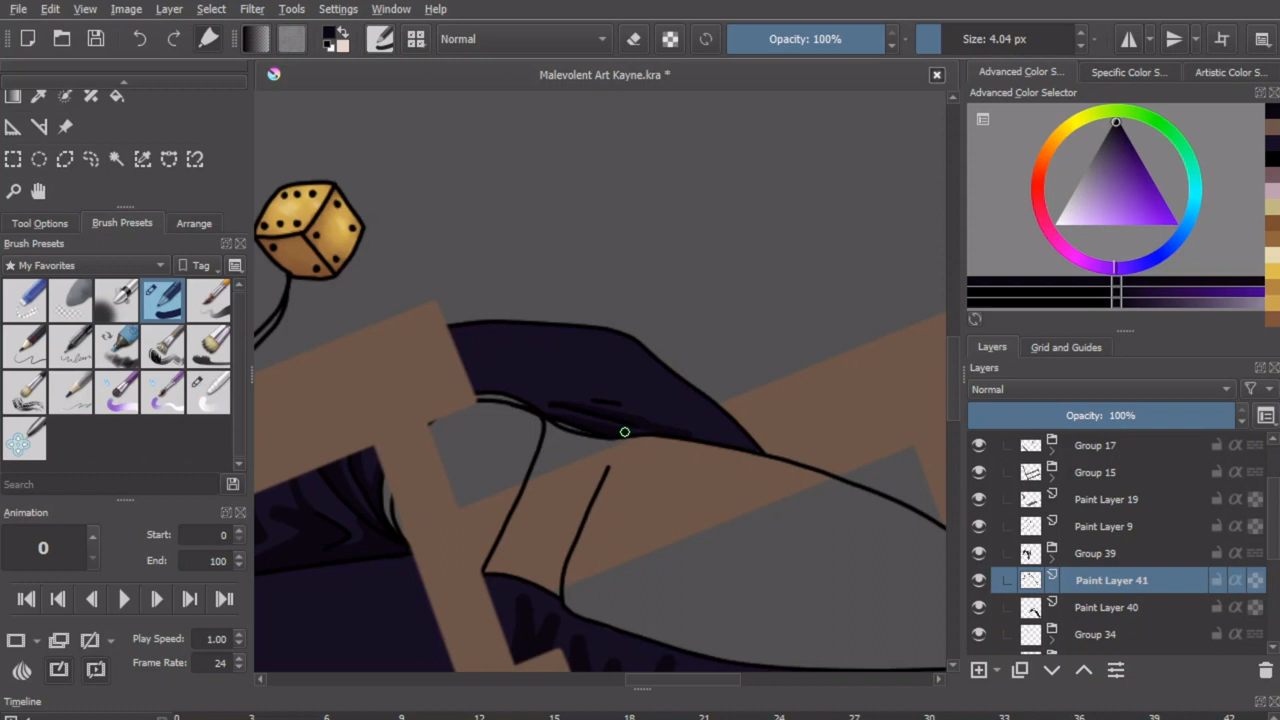 File Edit View Image Layer Select Filter Tools Settings Window Help
Normal Opacity: 100% Size: 4.04 px
Malevolent Art Kayne.kra *
Advanced Color S... Specific Color S... Artistic Color S...
Advanced Color Selector
Tool Options Brush Presets Arrange
Brush Presets
My Favorites Tag
Search
Animation
0
Start: 0
End: 100
Play Speed: 1.00
Frame Rate: 24
Layers Grid and Guides
Layers
Normal
Opacity: 100%
Group 17
Group 15
Paint Layer 19
Paint Layer 9
Group 39
Paint Layer 41
Paint Layer 40
Group 34
Timeline
0 3 6 9 12 15 18 21 24 27 30 33 36 39 42